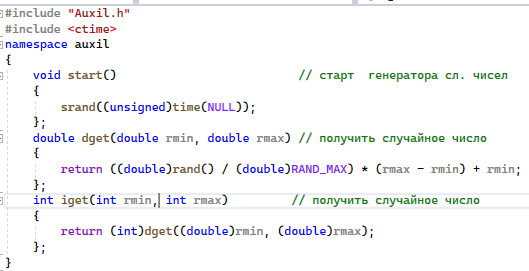 #include "Auxil.h"
#include <ctime>
namespace auxil
{
    void start()                          // старт  генератора сл. чисел
    {
        srand((unsigned)time(NULL));
    };
    double dget(double rmin, double rmax) // получить случайное число
    {
        return ((double)rand() / (double)RAND_MAX) * (rmax - rmin) + rmin;
    };
    int iget(int rmin, int rmax)         // получить случайное число
    {
        return (int)dget((double)rmin, (double)rmax);
    };
}